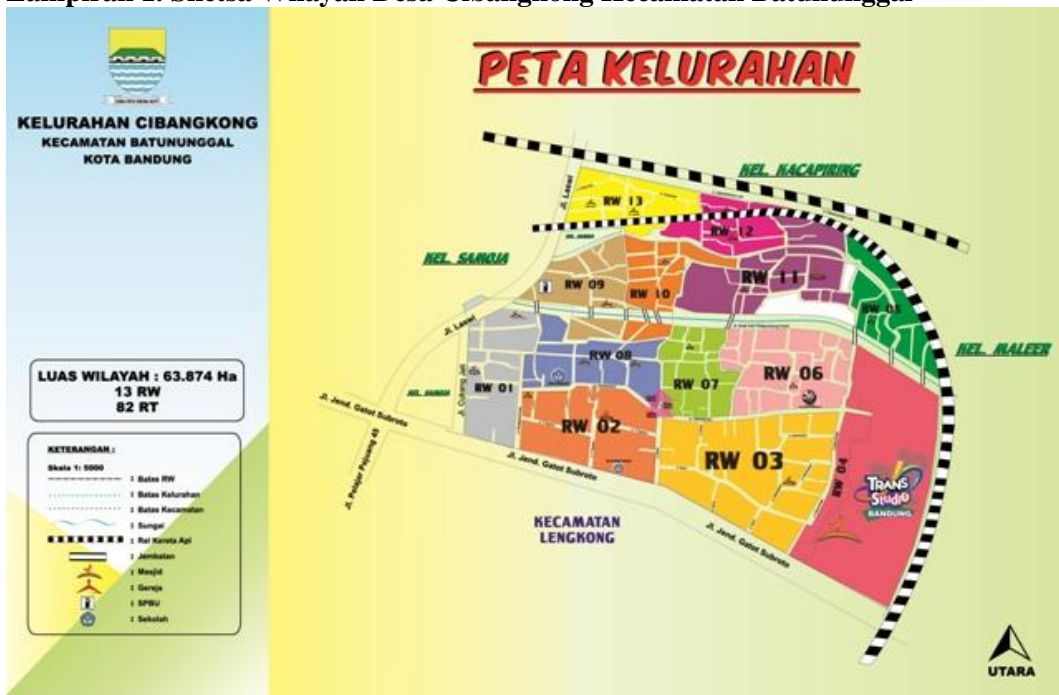 Lampiran 1. Sketsa Wilayah Desa Cibangkong Kecamatan Batununggal
PETA KELURAHAN
KELURAHAN CIBANGKONG
KECAMATAN BATUNUNGGAL
KOTA BANDUNG
LUAS WILAYAH : 63.874 Ha
13 RW
82 RT
KETERANGAN :
Skala 1: 5000
: Batas RW
: Batas Kelurahan
: Batas Kecamatan
: Sungai
: Rel Kereta Api
: Jembatan
: Masjid
: Gereja
: SPBU
: Sekolah
KEL. KACAPIRING
Jl. Laswi
RW 13
RW 12
KEL. SAMOJA
RW 09
RW 10
RW 11
RW 05
Jl. Laswi
KEL. MALEER
RW 01
RW 08
RW 07
RW 06
KEL. SAMOJA
Jl. Cukang Jati
Jl. Jend. Gatot Subroto
Jl. Pelajar Pejuang 45
RW 02
RW 03
RW 04
TRANS
Studio
BANDUNG
Jl. Jend. Gatot Subroto
KECAMATAN
LENGKONG
Jl. Jend. Gatot Subroto
UTARA